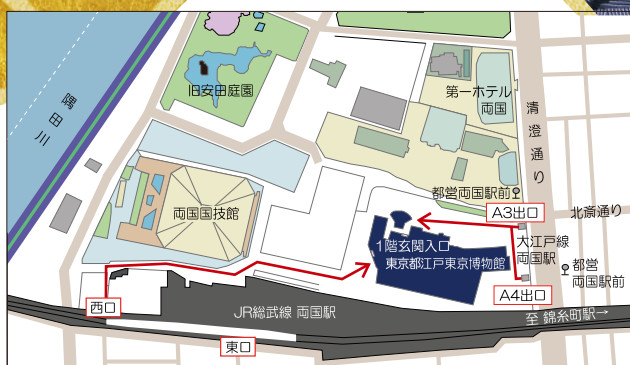 隅田川
旧安田庭園
第一ホテル
両国
清澄通り
両国国技館
都営両国駅前
A3出口
北斎通り
1階玄関入口
東京都江戸東京博物館
大江戸線
両国駅
都営
両国駅前
A4出口
西口
JR総武線 両国駅
至 錦糸町駅→
東口